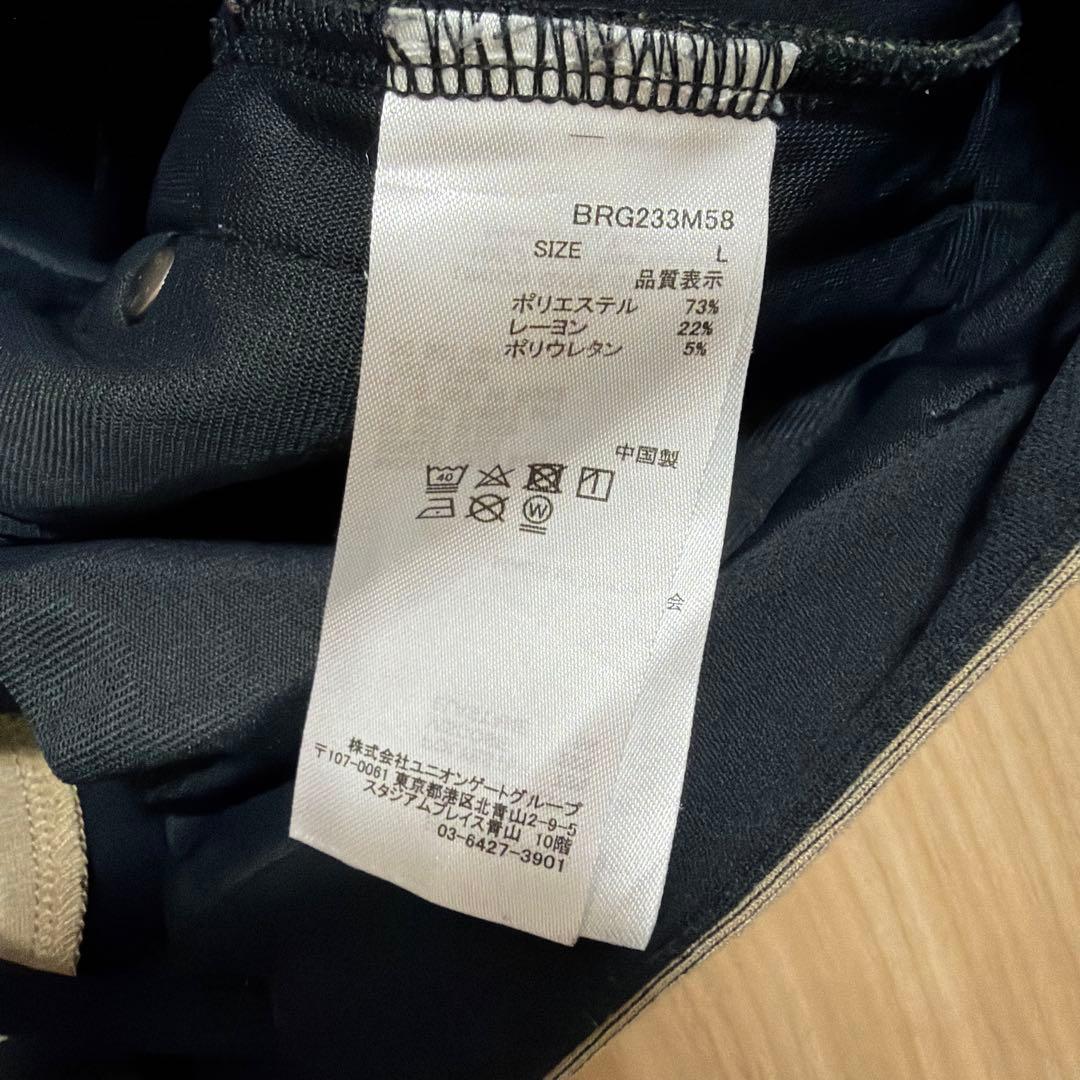 BRG233M58
SIZE L
品質表示
ポリエステル 73%
レーヨン 22%
ポリウレタン 5%
中国製
40
W
会
株式会社ユニオンゲートグループ
〒107-0061 東京都港区北青山2-9-5
スタジアムプレイス青山 10階
03-6427-3901